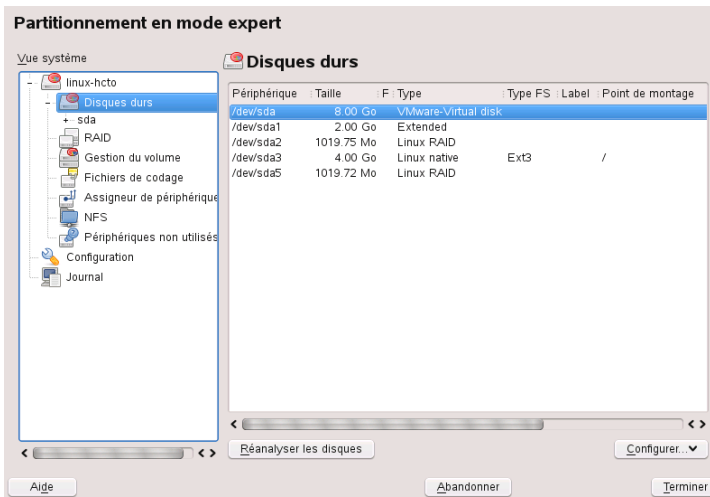 Partitionnement en mode expert
Vue système
linux-hcto
Disques durs
sda
RAID
Gestion du volume
Fichiers de codage
Assigneur de périphérique
NFS
Périphériques non utilisés
Configuration
Journal
Disques durs
Périphérique Taille F Type Type FS Label Point de montage
/dev/sda 8.00 Go VMware-Virtual disk
/dev/sda1 2.00 Go Extended
/dev/sda2 1019.75 Mo Linux RAID
/dev/sda3 4.00 Go Linux native Ext3 /
/dev/sda5 1019.72 Mo Linux RAID
Réanalyser les disques
Configurer...
Aide
Abandonner
Terminer